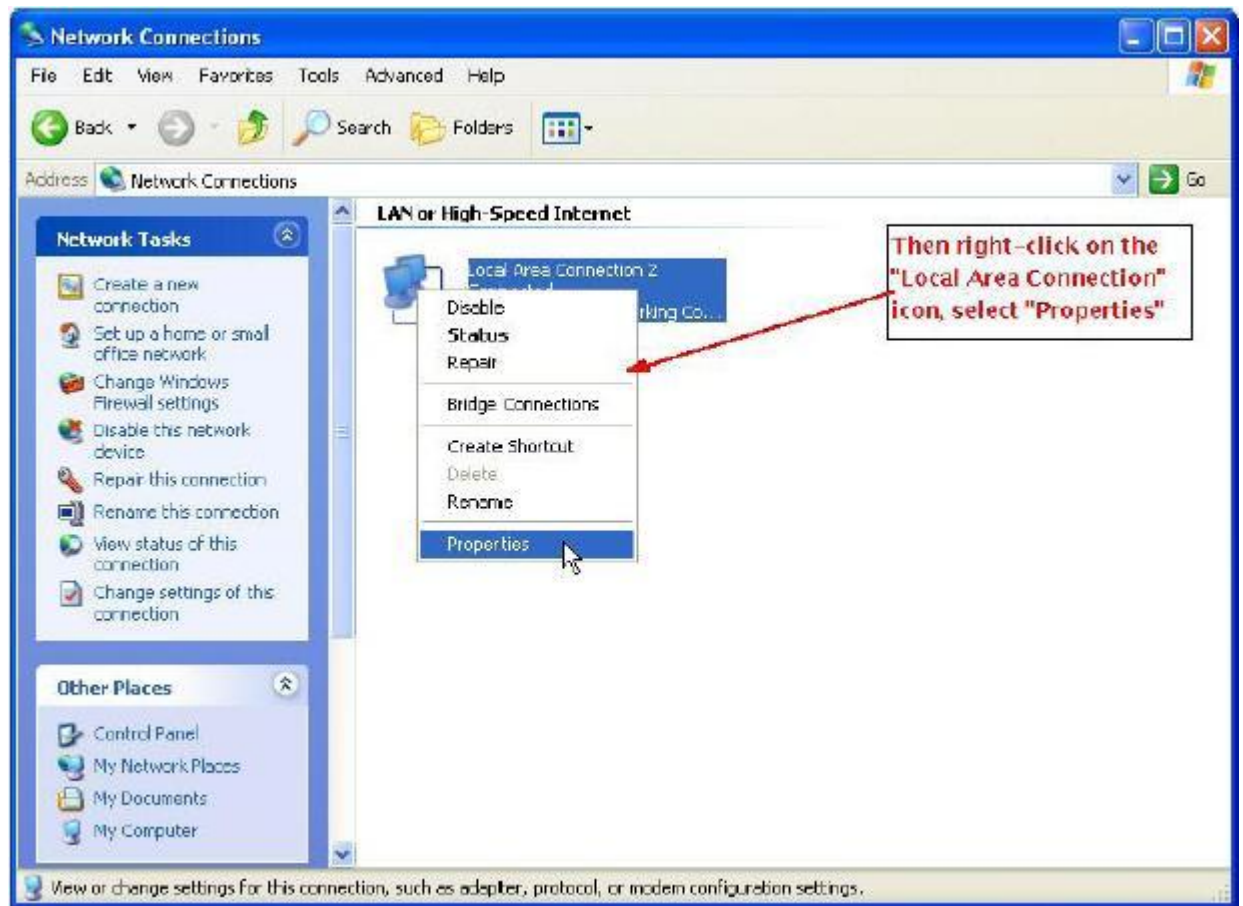 Network Connections
File Edit View Favorites Tools Advanced Help
Back Search Folders
Address Network Connections Go
Network Tasks
Create a new
connection
Set up a home or small
office network
Change Windows
Firewall settings
Disable this network
device
Repair this connection
Rename this connection
View status of this
connection
Change settings of this
connection
Other Places
Control Panel
My Network Places
My Documents
My Computer
LAN or High-Speed Internet
Local Area Connection 2
rking Co...
Disable
Status
Repair
Bridge Connections
Create Shortcut
Delete
Rename
Properties
Then right-click on the
"Local Area Connection"
icon, select "Properties"
View or change settings for this connection, such as adapter, protocol, or modem configuration settings.